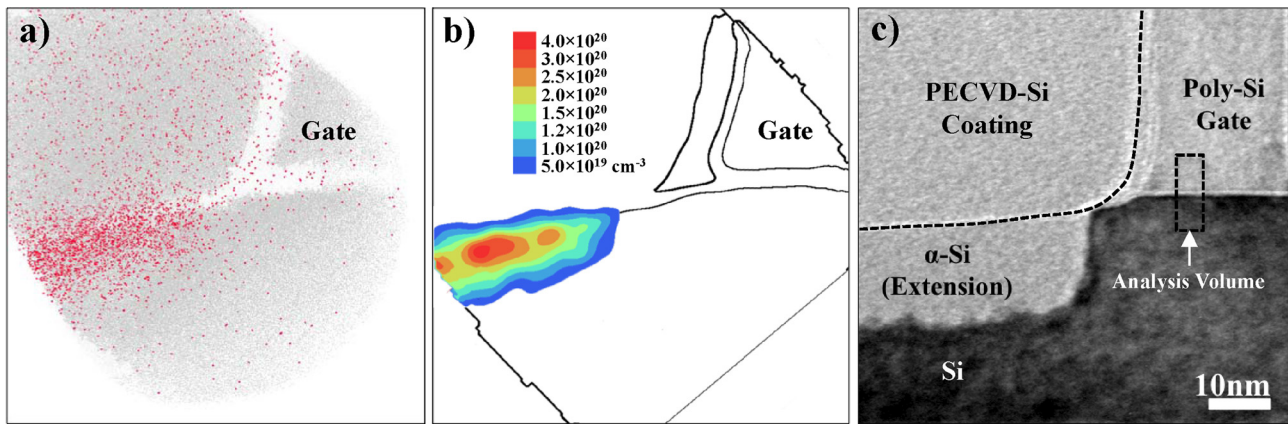 a)
Gate
b)
4.0×10²⁰
3.0×10²⁰
2.5×10²⁰
2.0×10²⁰
1.5×10²⁰
1.2×10²⁰
1.0×10²⁰
5.0×10¹⁹ cm⁻³
Gate
c)
PECVD-Si
Coating
Poly-Si
Gate
α-Si
(Extension)
Analysis Volume
Si
10nm